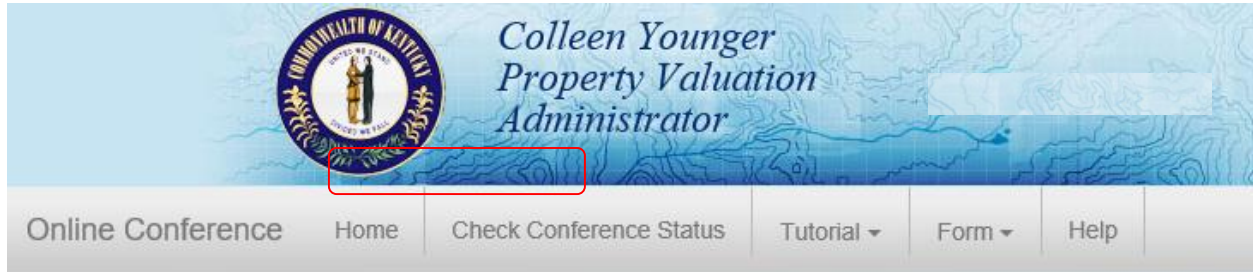 COMMONWEALTH OF KENTUCKY
UNITED WE STAND
DIVIDED WE FALL
Colleen Younger
Property Valuation
Administrator
Online Conference Home Check Conference Status Tutorial Form Help